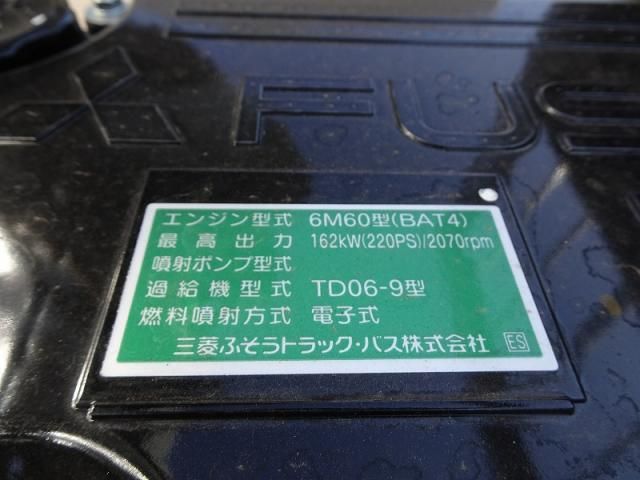 FUS
エンジン型式 6M60型(BAT4)
最高出力 162kW(220PS)/2070rpm
噴射ポンプ型式
過給機型式 TD06-9型
燃料噴射方式 電子式
三菱ふそうトラック・バス株式会社 ES